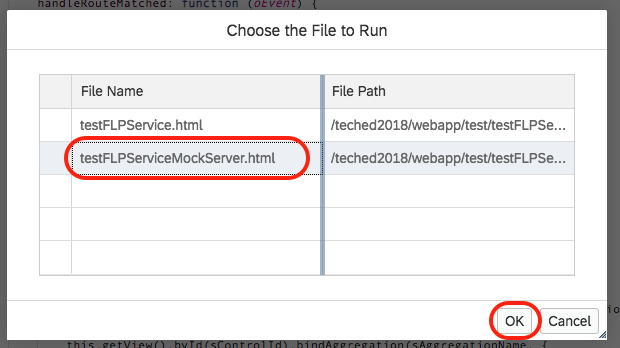 handleRouteMatched: function (oEvent) {
Choose the File to Run
File Name File Path
testFLPService.html /teched2018/webapp/test/testFLPSe...
testFLPServiceMockServer.html /teched2018/webapp/test/testFLPSe...
OK Cancel
this.getView().byId(sControlId).bindAggregation(sAggregationName, {